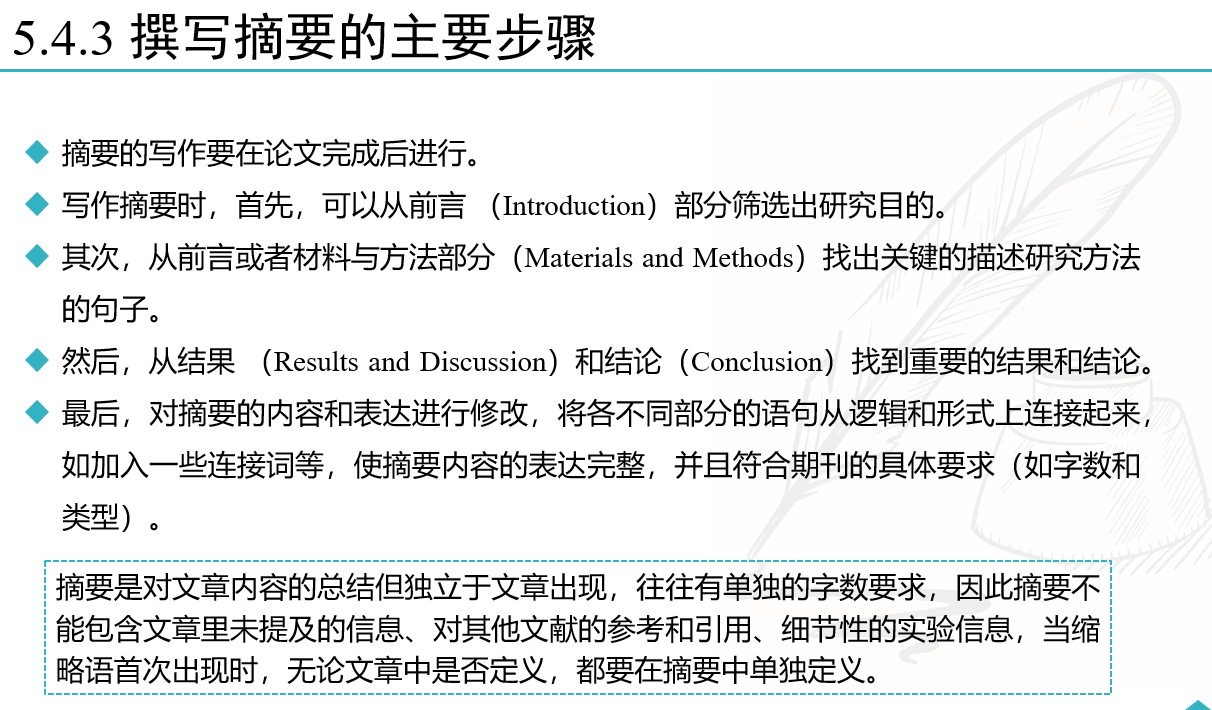 5.4.3 撰写摘要的主要步骤
摘要的写作要在论文完成后进行。
写作摘要时，首先，可以从前言 （Introduction）部分筛选出研究目的。
其次，从前言或者材料与方法部分（Materials and Methods）找出关键的描述研究方法
的句子。
然后，从结果 （Results and Discussion）和结论（Conclusion）找到重要的结果和结论。
最后，对摘要的内容和表达进行修改，将各不同部分的语句从逻辑和形式上连接起来，
如加入一些连接词等，使摘要内容的表达完整，并且符合期刊的具体要求（如字数和
类型）。
摘要是对文章内容的总结但独立于文章出现，往往有单独的字数要求，因此摘要不
能包含文章里未提及的信息、对其他文献的参考和引用、细节性的实验信息，当缩
略语首次出现时，无论文章中是否定义，都要在摘要中单独定义。